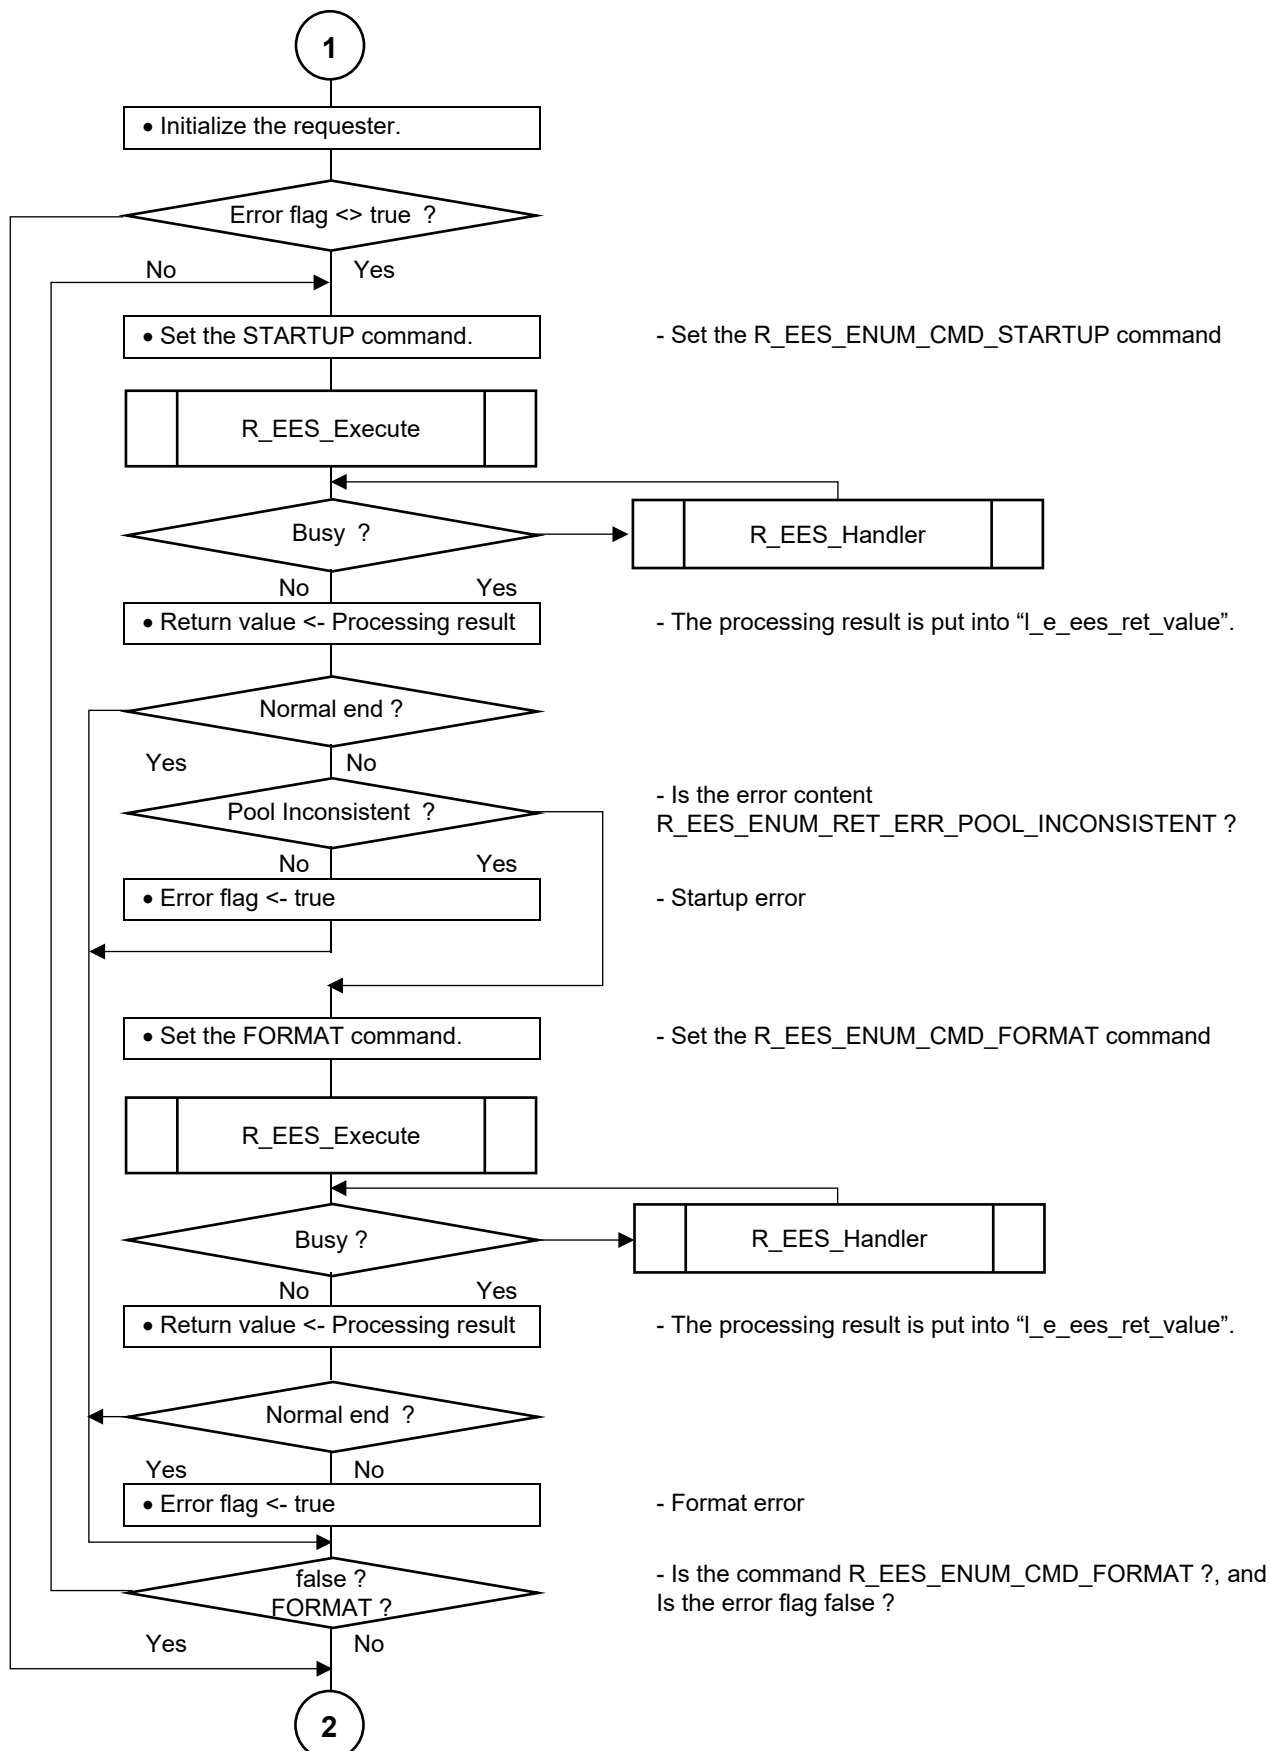 1
• Initialize the requester.
Error flag <> true ?
No
Yes
• Set the STARTUP command.
- Set the R_EES_ENUM_CMD_STARTUP command
R_EES_Execute
Busy ?
R_EES_Handler
No
Yes
• Return value <- Processing result
- The processing result is put into “l_e_ees_ret_value”.
Normal end ?
Yes
No
Pool Inconsistent ?
- Is the error content
R_EES_ENUM_RET_ERR_POOL_INCONSISTENT ?
No
Yes
• Error flag <- true
- Startup error
• Set the FORMAT command.
- Set the R_EES_ENUM_CMD_FORMAT command
R_EES_Execute
Busy ?
R_EES_Handler
No
Yes
• Return value <- Processing result
- The processing result is put into “l_e_ees_ret_value”.
Normal end ?
Yes
No
• Error flag <- true
- Format error
false ?
FORMAT ?
- Is the command R_EES_ENUM_CMD_FORMAT ?, and
Is the error flag false ?
Yes
No
2